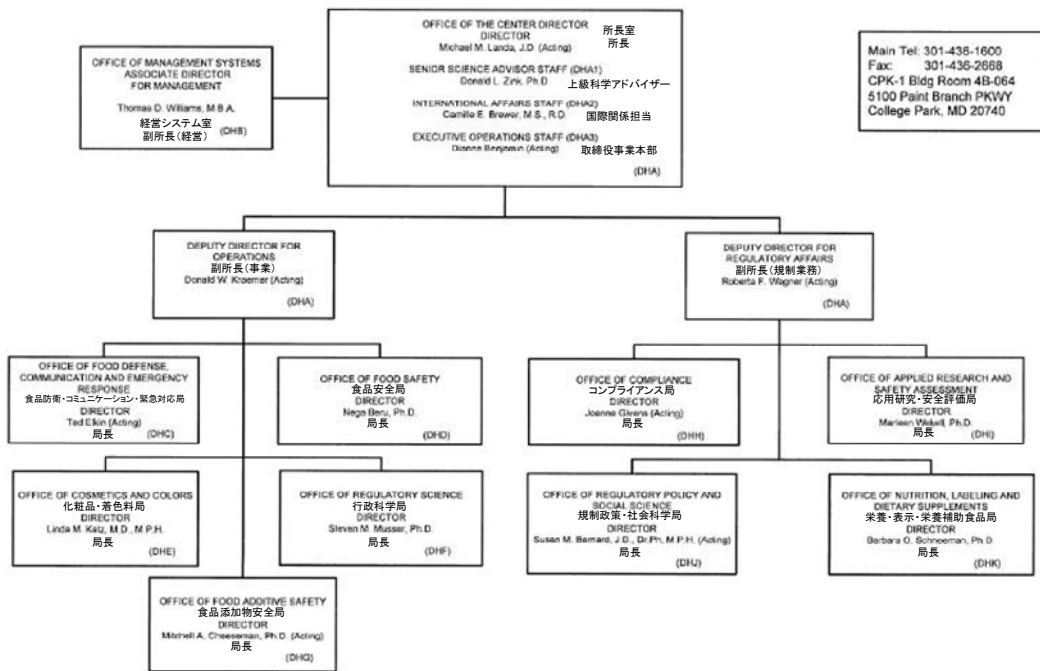 OFFICE OF THE CENTER DIRECTOR
DIRECTOR
Michael M. Landa, J.D. (Acting)
所長室
所長
SENIOR SCIENCE ADVISOR STAFF (DHA1)
Donald L. Zink, Ph.D.
上級科学アドバイザー
INTERNATIONAL AFFAIRS STAFF (DHA2)
Camille E. Brewer, M.S., R.D.
国際関係担当
EXECUTIVE OPERATIONS STAFF (DHA3)
Dianne Benjamin (Acting)
取締役事業本部
(DHA)
OFFICE OF MANAGEMENT SYSTEMS
ASSOCIATE DIRECTOR
FOR MANAGEMENT
Thomas D. Williams, M.B.A.
経営システム室
副所長(経営)
(DHB)
Main Tel: 301-436-1600
Fax: 301-436-2668
CPK-1 Bldg Room 4B-064
5100 Paint Branch PKWY
College Park, MD 20740
DEPUTY DIRECTOR FOR
OPERATIONS
副所長(事業)
Donald W. Kraemer (Acting)
(DHA)
DEPUTY DIRECTOR FOR
REGULATORY AFFAIRS
副所長(規制業務)
Roberta F. Wagner (Acting)
(DHA)
OFFICE OF FOOD DEFENSE,
COMMUNICATION AND EMERGENCY
RESPONSE
食品防衛・コミュニケーション・緊急対応局
DIRECTOR
Ted Elkin (Acting)
局長
(DHC)
OFFICE OF FOOD SAFETY
食品安全局
DIRECTOR
Nega Beru, Ph.D.
局長
(DHD)
OFFICE OF COMPLIANCE
コンプライアンス局
DIRECTOR
Joanne Givens (Acting)
局長
(DHH)
OFFICE OF APPLIED RESEARCH AND
SAFETY ASSESSMENT
応用研究・安全評価局
DIRECTOR
Marleen Wekell, Ph.D.
局長
(DHI)
OFFICE OF COSMETICS AND COLORS
化粧品・着色料局
DIRECTOR
Linda M. Katz, M.D., M.P.H.
局長
(DHE)
OFFICE OF REGULATORY SCIENCE
行政科学局
DIRECTOR
Steven M. Musser, Ph.D.
局長
(DHF)
OFFICE OF REGULATORY POLICY AND
SOCIAL SCIENCE
規制政策・社会科学局
DIRECTOR
Susan M. Bernard, J.D., Dr.Ph, M.P.H. (Acting)
局長
(DHJ)
OFFICE OF NUTRITION, LABELING AND
DIETARY SUPPLEMENTS
栄養・表示・栄養補助食品局
DIRECTOR
Barbara O. Schneeman, Ph.D.
局長
(DHK)
OFFICE OF FOOD ADDITIVE SAFETY
食品添加物安全局
DIRECTOR
Mitchell A. Cheeseman, Ph.D. (Acting)
局長
(DHG)